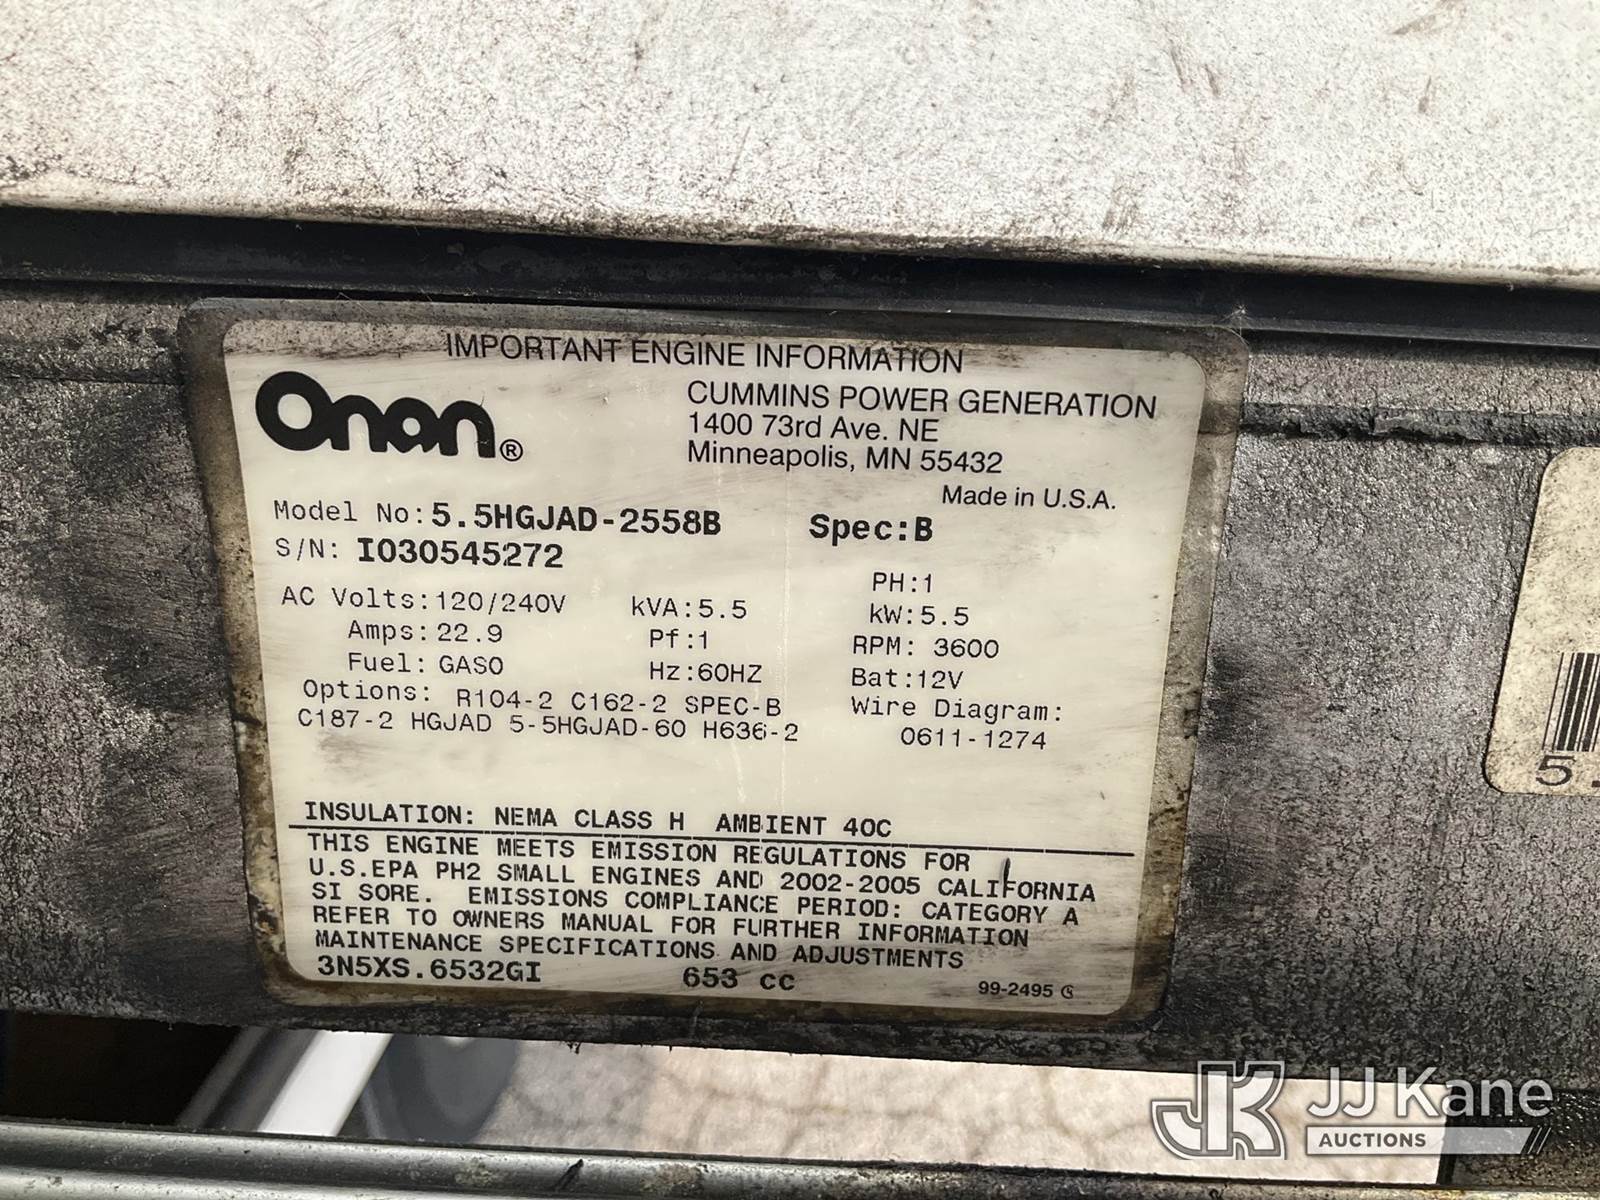 IMPORTANT ENGINE INFORMATION
Onan®
CUMMINS POWER GENERATION
1400 73rd Ave. NE
Minneapolis, MN 55432
Made in U.S.A.
Model No:5.5HGJAD-2558B Spec:B
S/N: I030545272
PH:1
AC Volts:120/240V kVA:5.5 kW:5.5
Amps:22.9 Pf:1 RPM: 3600
Fuel: GASO Hz:60HZ Bat:12V
Options: R104-2 C162-2 SPEC-B Wire Diagram:
C187-2 HGJAD 5-5HGJAD-60 H636-2 0611-1274
INSULATION: NEMA CLASS H AMBIENT 40C
THIS ENGINE MEETS EMISSION REGULATIONS FOR
U.S.EPA PH2 SMALL ENGINES AND 2002-2005 CALIFORNIA
SI SORE. EMISSIONS COMPLIANCE PERIOD: CATEGORY A
REFER TO OWNERS MANUAL FOR FURTHER INFORMATION
MAINTENANCE SPECIFICATIONS AND ADJUSTMENTS
3N5XS.6532GI 653 cc 99-2495
5.
JK JJ Kane
AUCTIONS